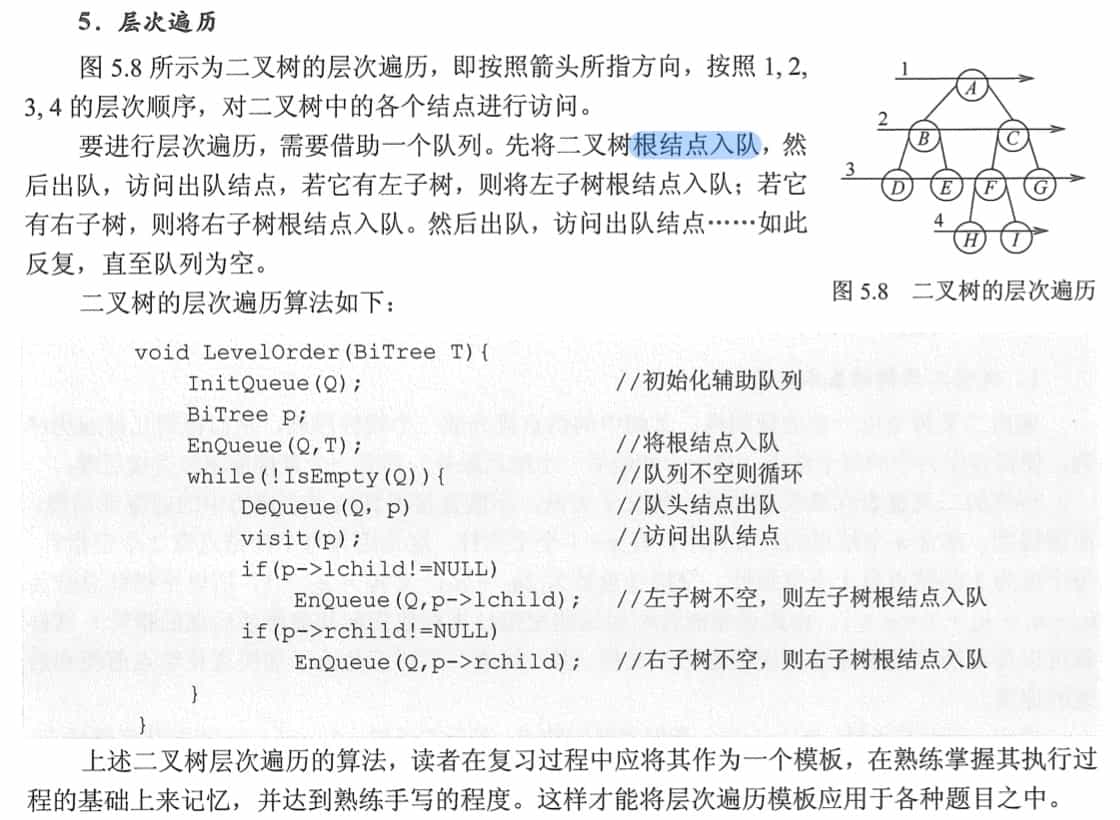 5．层次遍历
图 5.8 所示为二叉树的层次遍历，即按照箭头所指方向，按照 1, 2,
3, 4 的层次顺序，对二叉树中的各个结点进行访问。
要进行层次遍历，需要借助一个队列。先将二叉树根结点入队，然
后出队，访问出队结点，若它有左子树，则将左子树根结点入队；若它
有右子树，则将右子树根结点入队。然后出队，访问出队结点……如此
反复，直至队列为空。
二叉树的层次遍历算法如下：
1
A
2
B C
3
D E F G
4
H I
图 5.8 二叉树的层次遍历
void LevelOrder(BiTree T){
InitQueue(Q); //初始化辅助队列
BiTree p;
EnQueue(Q,T); //将根结点入队
while(!IsEmpty(Q)){ //队列不空则循环
DeQueue(Q, p) //队头结点出队
visit(p); //访问出队结点
if(p->lchild!=NULL)
EnQueue(Q,p->lchild); //左子树不空，则左子树根结点入队
if(p->rchild!=NULL)
EnQueue(Q,p->rchild); //右子树不空，则右子树根结点入队
}
}
上述二叉树层次遍历的算法，读者在复习过程中应将其作为一个模板，在熟练掌握其执行过
程的基础上来记忆，并达到熟练手写的程度。这样才能将层次遍历模板应用于各种题目之中。